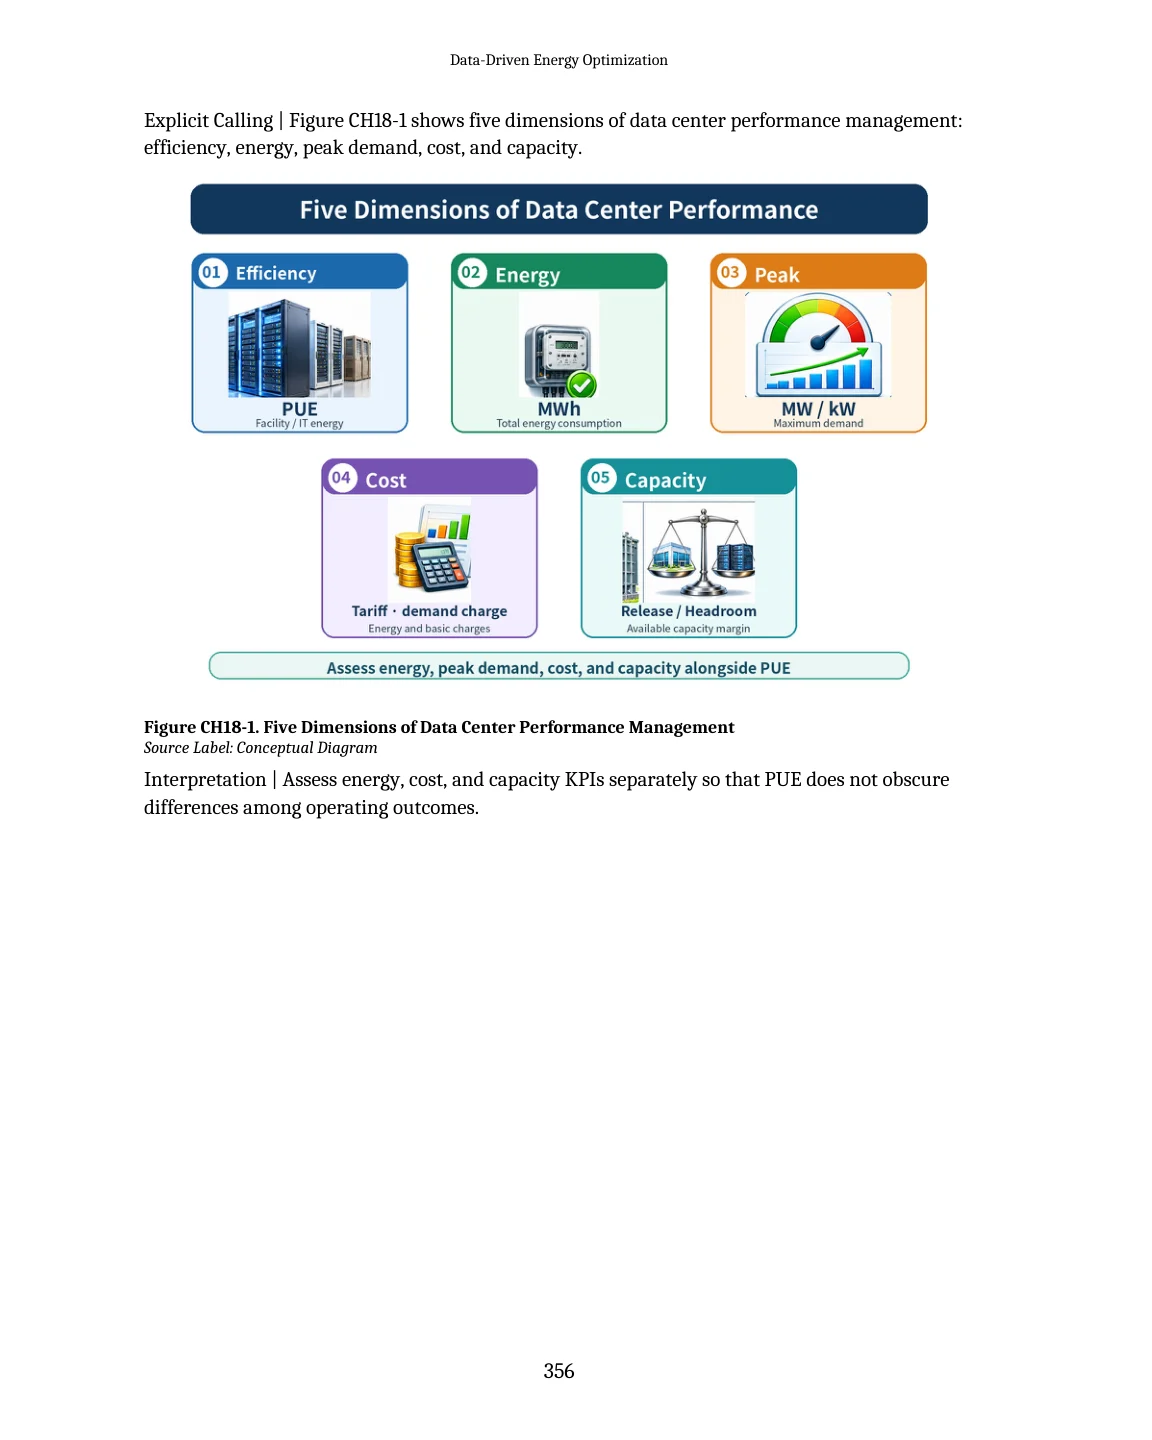 Data-Driven Energy Optimization
Explicit Calling | Figure CH18-1 shows five dimensions of data center performance management:
efficiency, energy, peak demand, cost, and capacity.
Five Dimensions of Data Center Performance
01 Efficiency
PUE
Facility / IT energy
02 Energy
MWh
Total energy consumption
03 Peak
MW / kW
Maximum demand
04 Cost
Tariff · demand charge
Energy and basic charges
05 Capacity
Release / Headroom
Available capacity margin
Assess energy, peak demand, cost, and capacity alongside PUE
Figure CH18-1. Five Dimensions of Data Center Performance Management
Source Label: Conceptual Diagram
Interpretation | Assess energy, cost, and capacity KPIs separately so that PUE does not obscure
differences among operating outcomes.
356